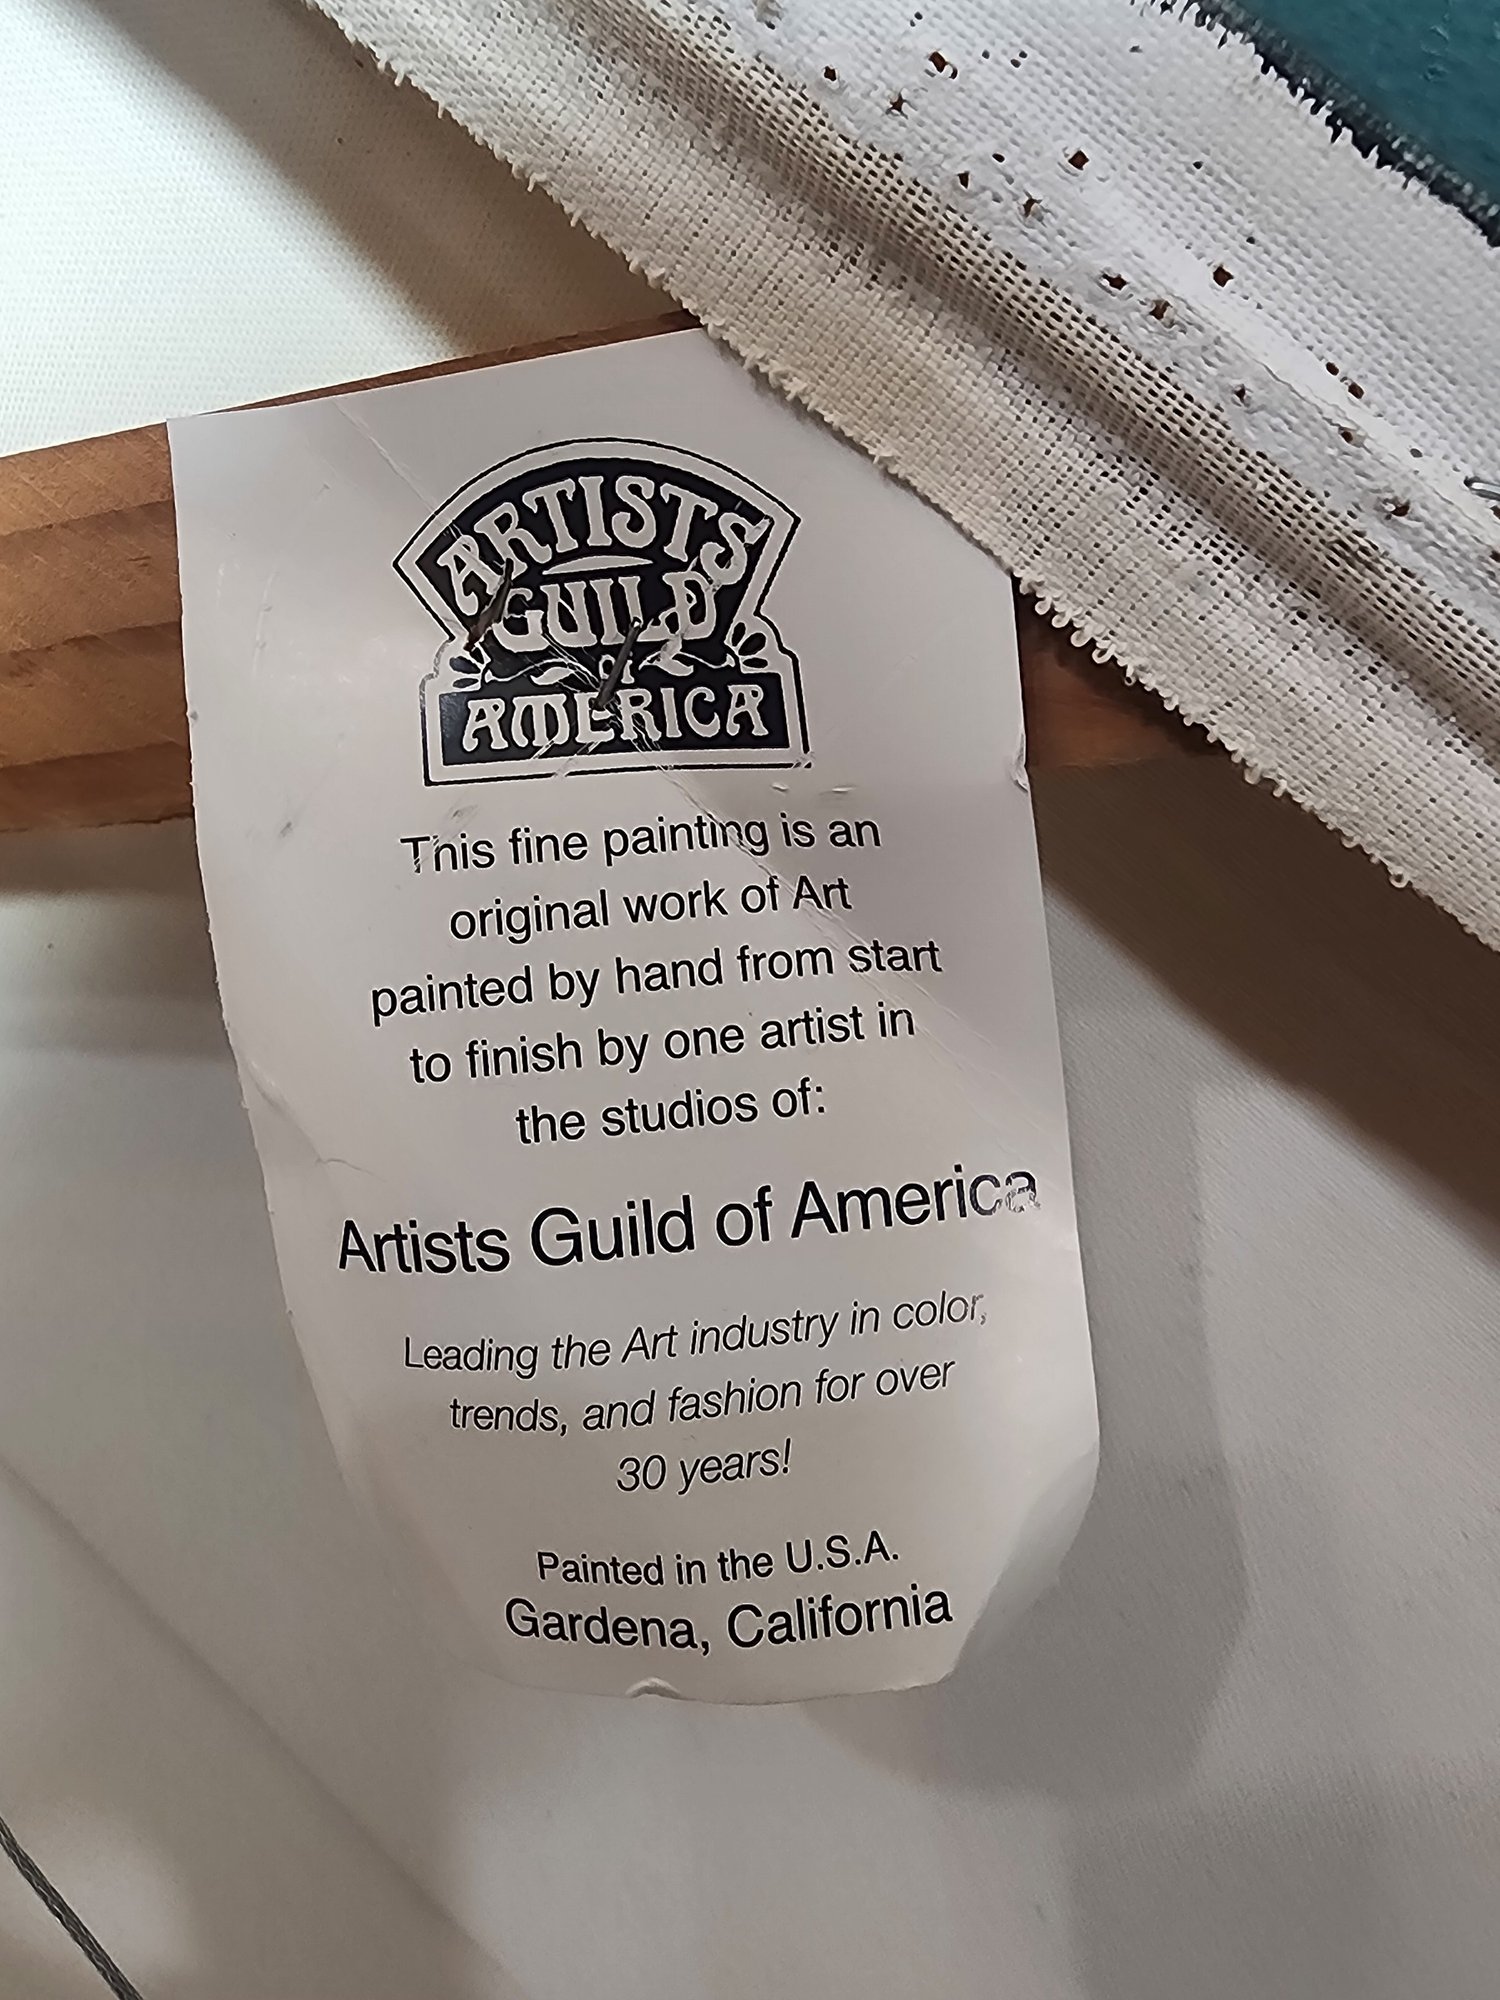 ARTISTS
GUILD
OF
AMERICA
This fine painting is an
original work of Art
painted by hand from start
to finish by one artist in
the studios of:
Artists Guild of America
Leading the Art industry in color,
trends, and fashion for over
30 years!
Painted in the U.S.A.
Gardena, California